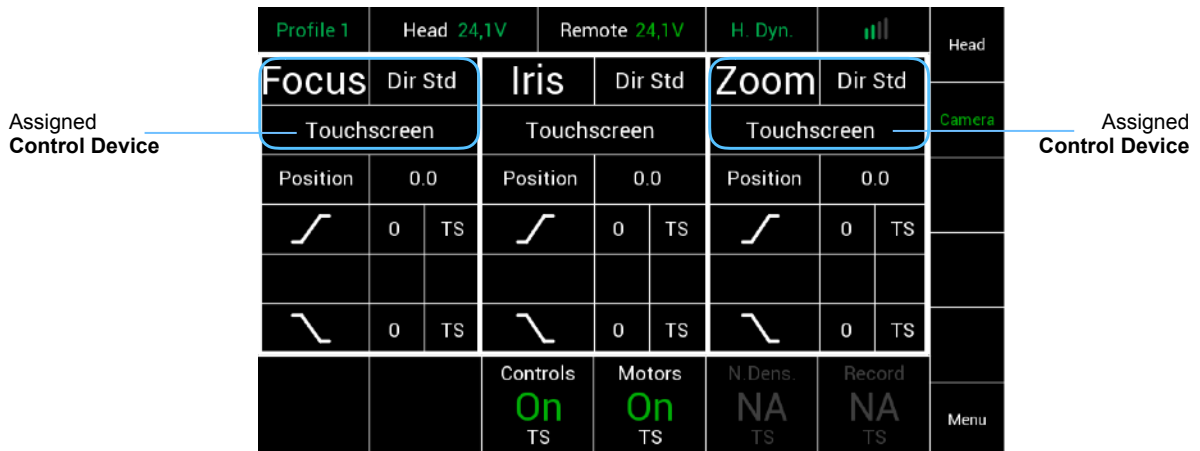 Profile 1 Head 24,1V Remote 24,1V H. Dyn. Head
Focus Dir Std Iris Dir Std Zoom Dir Std
Assigned
Control Device
Touchscreen Touchscreen Touchscreen Camera
Assigned
Control Device
Position 0.0 Position 0.0 Position 0.0
0 TS 0 TS 0 TS
0 TS 0 TS 0 TS
Controls Motors N.Dens. Record
On On NA NA Menu
TS TS TS TS